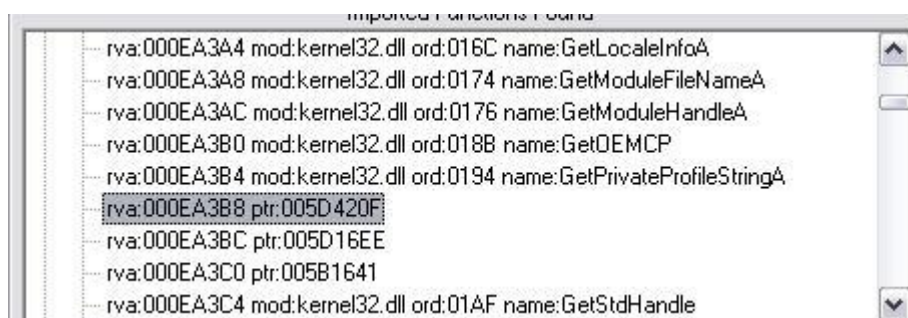 Imported Functions Found
rva:000EA3A4 mod:kernel32.dll ord:016C name:GetLocaleInfoA
rva:000EA3A8 mod:kernel32.dll ord:0174 name:GetModuleFileNameA
rva:000EA3AC mod:kernel32.dll ord:0176 name:GetModuleHandleA
rva:000EA3B0 mod:kernel32.dll ord:018B name:GetOEMCP
rva:000EA3B4 mod:kernel32.dll ord:0194 name:GetPrivateProfileStringA
rva:000EA3B8 ptr:005D420F
rva:000EA3BC ptr:005D16EE
rva:000EA3C0 ptr:005B1641
rva:000EA3C4 mod:kernel32.dll ord:01AF name:GetStdHandle